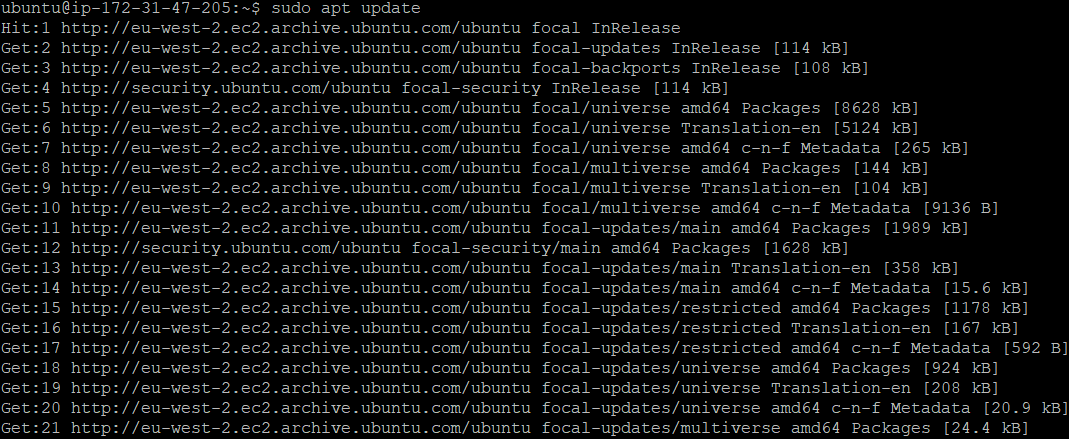 ubuntu@ip-172-31-47-205:~$ sudo apt update
Hit:1 http://eu-west-2.ec2.archive.ubuntu.com/ubuntu focal InRelease
Get:2 http://eu-west-2.ec2.archive.ubuntu.com/ubuntu focal-updates InRelease [114 kB]
Get:3 http://eu-west-2.ec2.archive.ubuntu.com/ubuntu focal-backports InRelease [108 kB]
Get:4 http://security.ubuntu.com/ubuntu focal-security InRelease [114 kB]
Get:5 http://eu-west-2.ec2.archive.ubuntu.com/ubuntu focal/universe amd64 Packages [8628 kB]
Get:6 http://eu-west-2.ec2.archive.ubuntu.com/ubuntu focal/universe Translation-en [5124 kB]
Get:7 http://eu-west-2.ec2.archive.ubuntu.com/ubuntu focal/universe amd64 c-n-f Metadata [265 kB]
Get:8 http://eu-west-2.ec2.archive.ubuntu.com/ubuntu focal/multiverse amd64 Packages [144 kB]
Get:9 http://eu-west-2.ec2.archive.ubuntu.com/ubuntu focal/multiverse Translation-en [104 kB]
Get:10 http://eu-west-2.ec2.archive.ubuntu.com/ubuntu focal/multiverse amd64 c-n-f Metadata [9136 B]
Get:11 http://eu-west-2.ec2.archive.ubuntu.com/ubuntu focal-updates/main amd64 Packages [1989 kB]
Get:12 http://security.ubuntu.com/ubuntu focal-security/main amd64 Packages [1628 kB]
Get:13 http://eu-west-2.ec2.archive.ubuntu.com/ubuntu focal-updates/main Translation-en [358 kB]
Get:14 http://eu-west-2.ec2.archive.ubuntu.com/ubuntu focal-updates/main amd64 c-n-f Metadata [15.6 kB]
Get:15 http://eu-west-2.ec2.archive.ubuntu.com/ubuntu focal-updates/restricted amd64 Packages [1178 kB]
Get:16 http://eu-west-2.ec2.archive.ubuntu.com/ubuntu focal-updates/restricted Translation-en [167 kB]
Get:17 http://eu-west-2.ec2.archive.ubuntu.com/ubuntu focal-updates/restricted amd64 c-n-f Metadata [592 B]
Get:18 http://eu-west-2.ec2.archive.ubuntu.com/ubuntu focal-updates/universe amd64 Packages [924 kB]
Get:19 http://eu-west-2.ec2.archive.ubuntu.com/ubuntu focal-updates/universe Translation-en [208 kB]
Get:20 http://eu-west-2.ec2.archive.ubuntu.com/ubuntu focal-updates/universe amd64 c-n-f Metadata [20.9 kB]
Get:21 http://eu-west-2.ec2.archive.ubuntu.com/ubuntu focal-updates/multiverse amd64 Packages [24.4 kB]